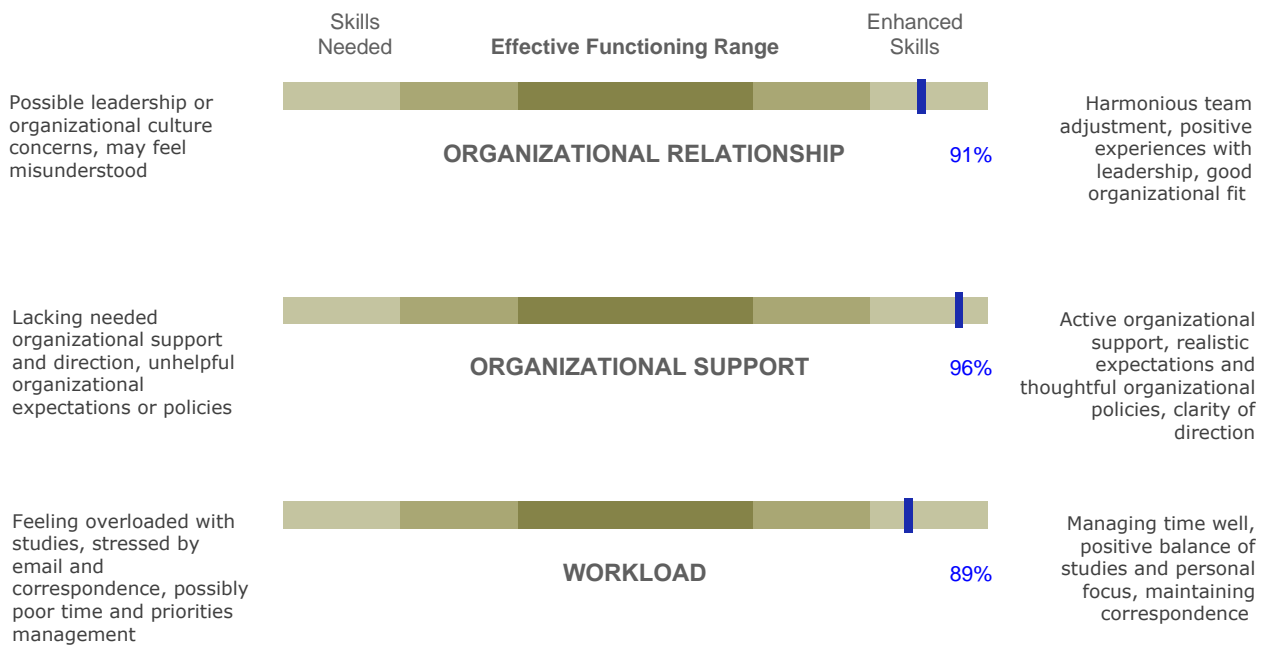 Skills
Needed
Effective Functioning Range
Enhanced
Skills
Possible leadership or
organizational culture
concerns, may feel
misunderstood
ORGANIZATIONAL RELATIONSHIP
91%
Harmonious team
adjustment, positive
experiences with
leadership, good
organizational fit
Lacking needed
organizational support
and direction, unhelpful
organizational
expectations or policies
ORGANIZATIONAL SUPPORT
96%
Active organizational
support, realistic
expectations and
thoughtful organizational
policies, clarity of
direction
Feeling overloaded with
studies, stressed by
email and
correspondence, possibly
poor time and priorities
management
WORKLOAD
89%
Managing time well,
positive balance of
studies and personal
focus, maintaining
correspondence